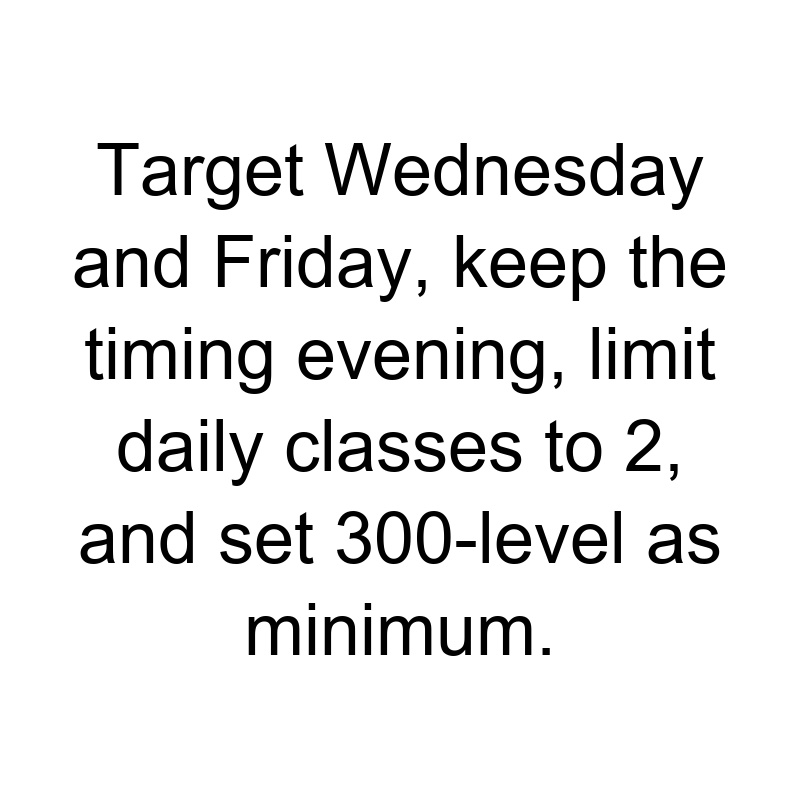 Target Wednesday
and Friday, keep the
timing evening, limit
daily classes to 2,
and set 300-level as
minimum.